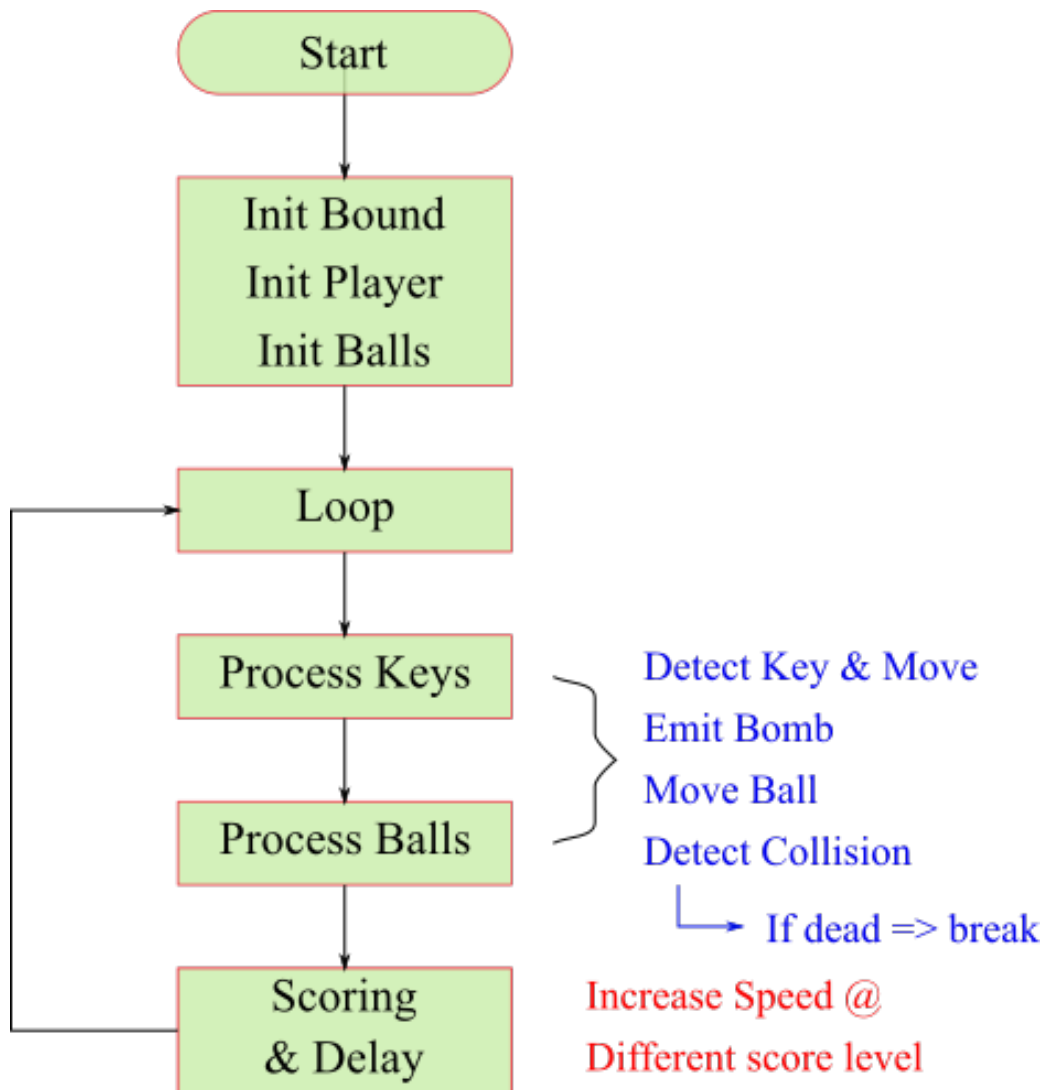 Start
Init Bound
Init Player
Init Balls
Loop
Process Keys
Process Balls
Detect Key & Move
Emit Bomb
Move Ball
Detect Collision
If dead => break
Scoring
& Delay
Increase Speed @
Different score level